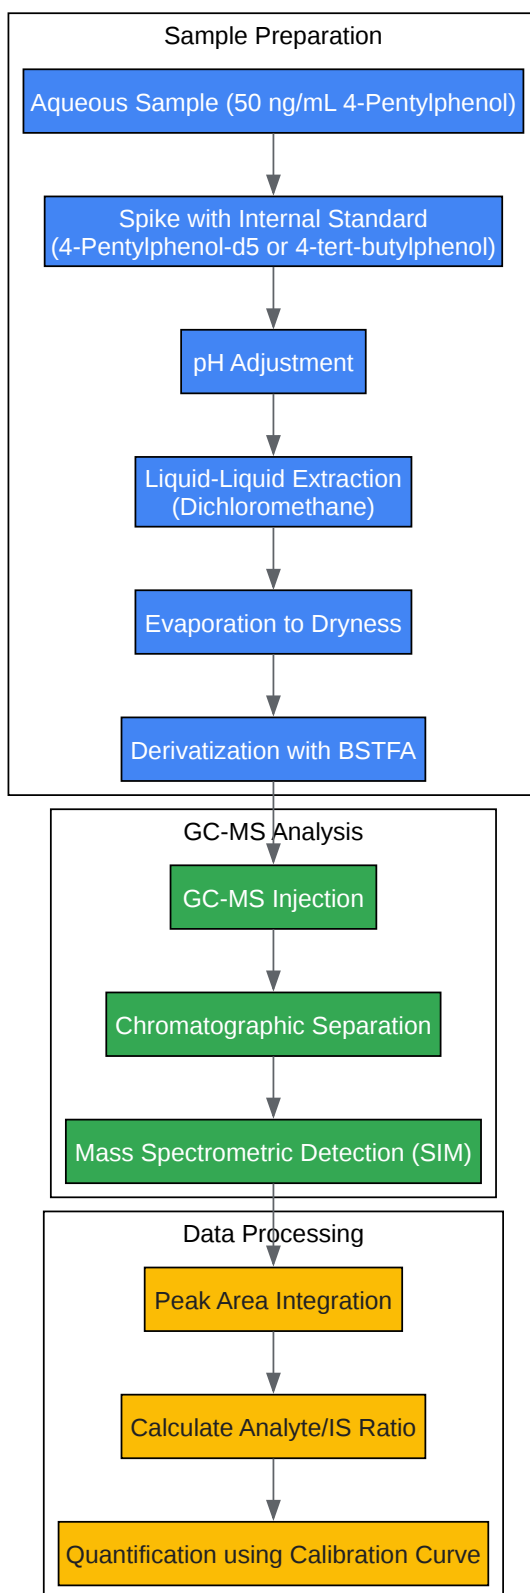 Sample Preparation
Aqueous Sample (50 ng/mL 4-Pentylphenol)
Spike with Internal Standard
(4-Pentylphenol-d5 or 4-tert-butylphenol)
pH Adjustment
Liquid-Liquid Extraction
(Dichloromethane)
Evaporation to Dryness
Derivatization with BSTFA
GC-MS Analysis
GC-MS Injection
Chromatographic Separation
Mass Spectrometric Detection (SIM)
Data Processing
Peak Area Integration
Calculate Analyte/IS Ratio
Quantification using Calibration Curve